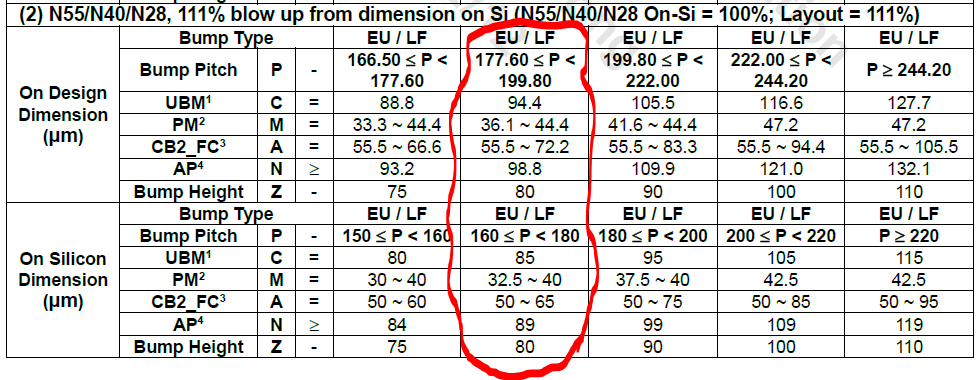 (2) N55/N40/N28, 111% blow up from dimension on Si (N55/N40/N28 On-Si = 100%; Layout = 111%)
On Design Dimension (μm)
Bump Type EU / LF EU / LF EU / LF EU / LF EU / LF
Bump Pitch P - 166.50 ≤ P < 177.60 177.60 ≤ P < 199.80 199.80 ≤ P < 222.00 222.00 ≤ P < 244.20 P ≥ 244.20
UBM¹ C = 88.8 94.4 105.5 116.6 127.7
PM² M = 33.3 ~ 44.4 36.1 ~ 44.4 41.6 ~ 44.4 47.2 47.2
CB2_FC³ A = 55.5 ~ 66.6 55.5 ~ 72.2 55.5 ~ 83.3 55.5 ~ 94.4 55.5 ~ 105.5
AP⁴ N ≥ 93.2 98.8 109.9 121.0 132.1
Bump Height Z - 75 80 90 100 110
On Silicon Dimension (μm)
Bump Type EU / LF EU / LF EU / LF EU / LF EU / LF
Bump Pitch P - 150 ≤ P < 160 160 ≤ P < 180 180 ≤ P < 200 200 ≤ P < 220 P ≥ 220
UBM¹ C = 80 85 95 105 115
PM² M = 30 ~ 40 32.5 ~ 40 37.5 ~ 40 42.5 42.5
CB2_FC³ A = 50 ~ 60 50 ~ 65 50 ~ 75 50 ~ 85 50 ~ 95
AP⁴ N ≥ 84 89 99 109 119
Bump Height Z - 75 80 90 100 110